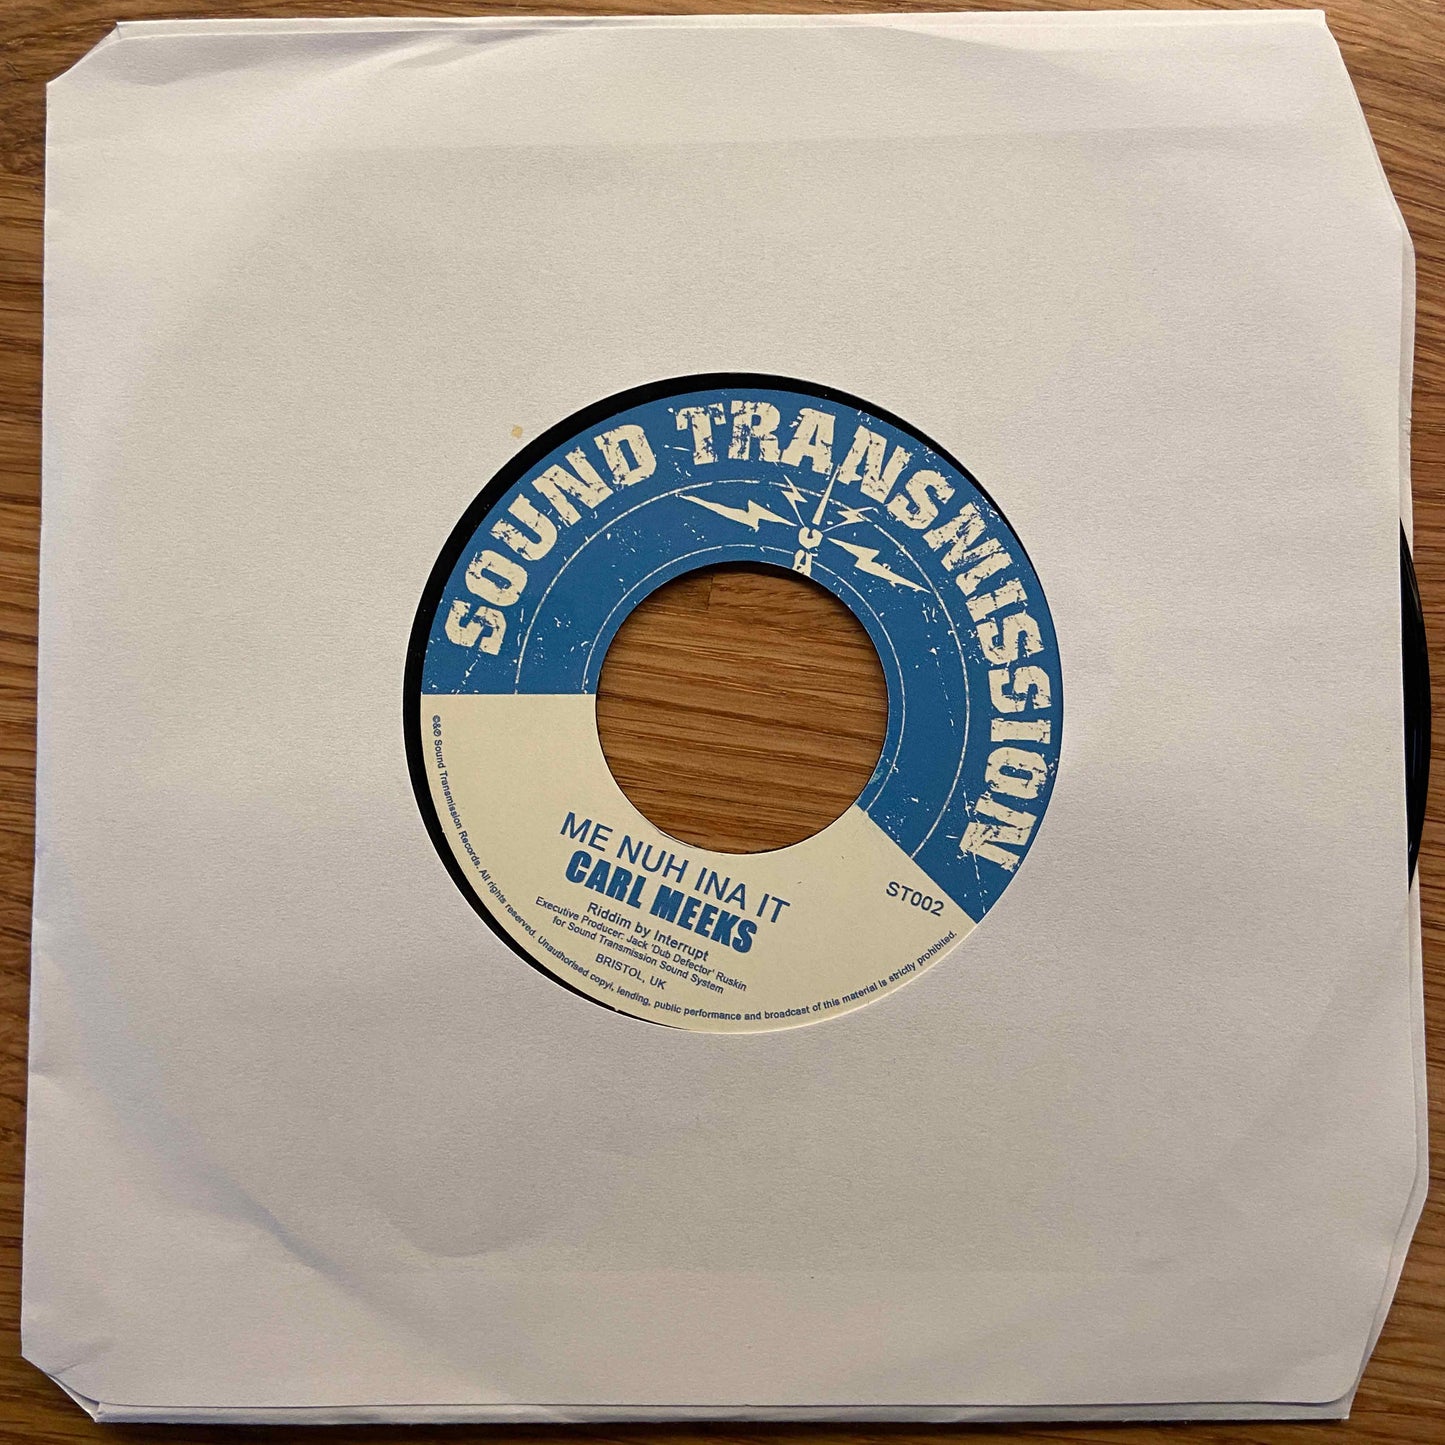 SOUND TRANSMISSION
ME NUH INA IT
CARL MEEKS
ST002
Riddim by Interrupt
Executive Producer: Jack 'Dub Defector' Ruskin
for Sound Transmission Sound System
BRISTOL, UK
©&℗ Sound Transmission Records. All rights reserved. Unauthorised copyi, lending, public performance and broadcast of this material is strictly prohibited.